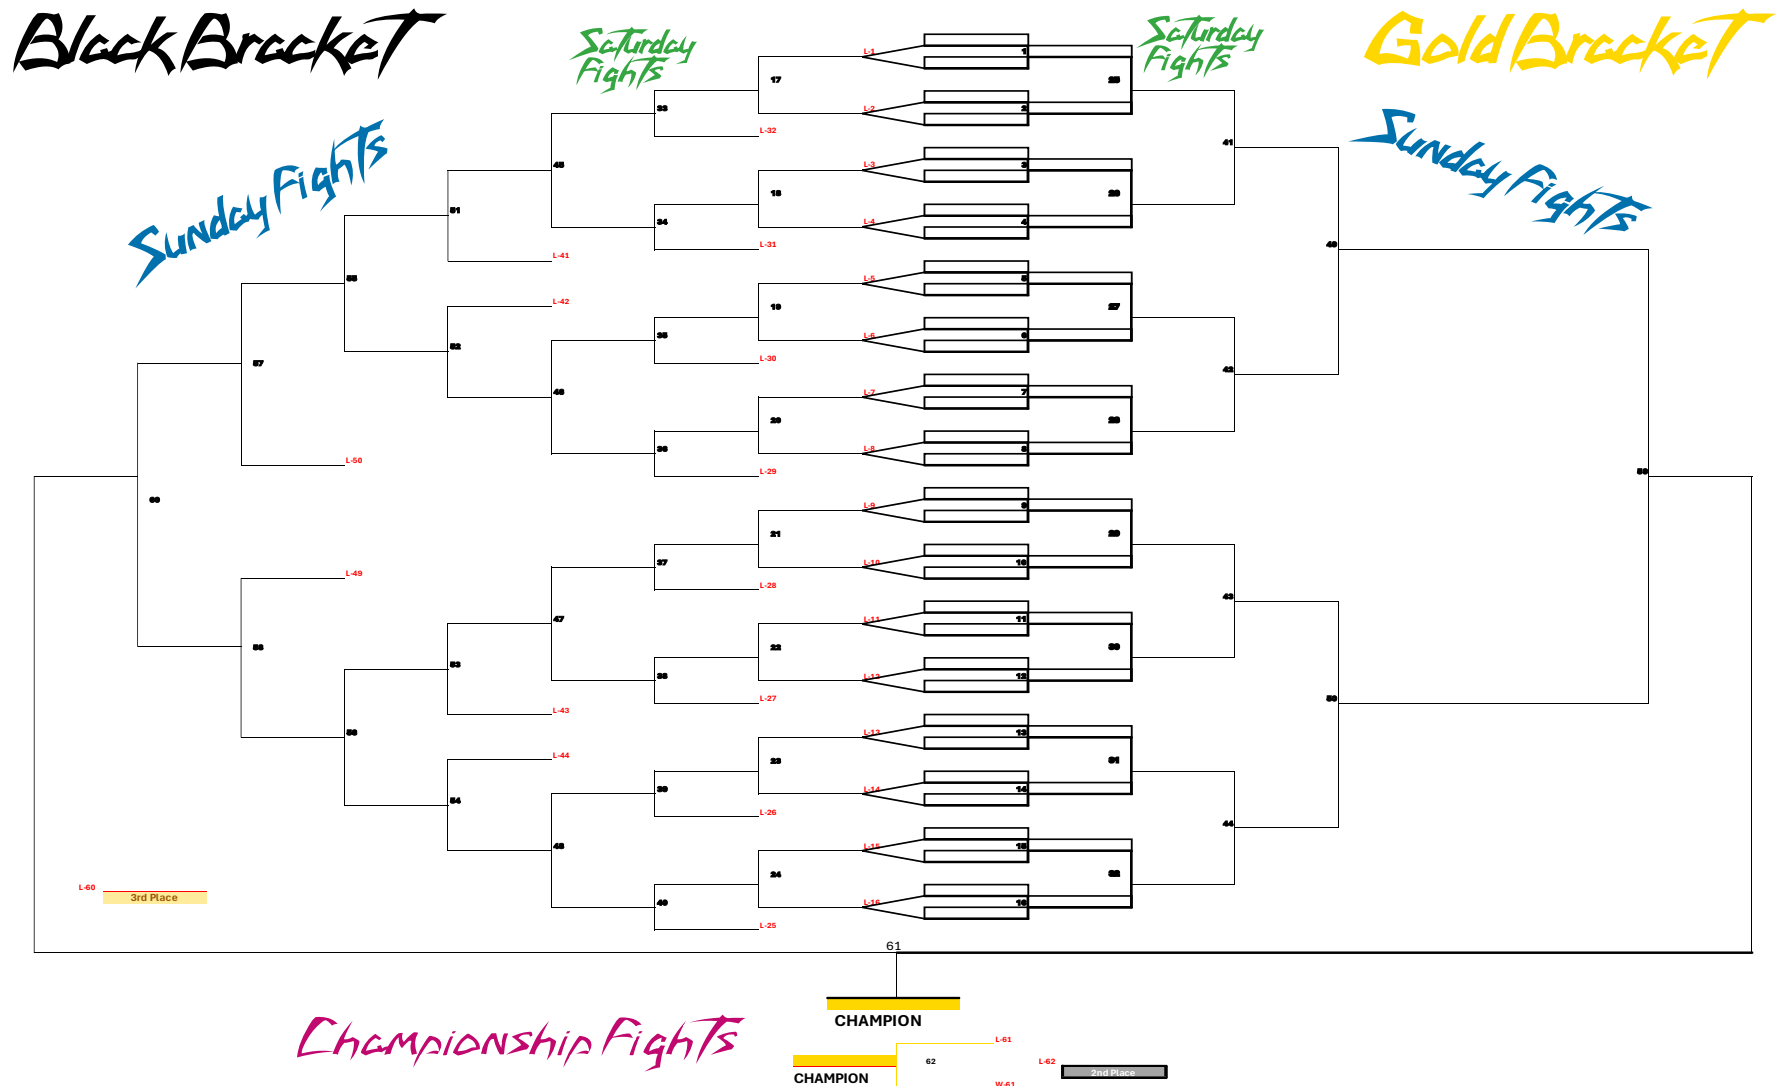 Black Bracket
Saturday
Fights
Saturday
Fights
Gold Bracket
Sunday Fights
Sunday Fights
L-1
1
17
25
L-2
2
33
L-32
41
L-3
3
45
18
26
51
34
L-4
4
L-31
49
L-41
55
L-5
5
L-42
19
27
52
35
L-6
6
L-30
57
42
46
L-7
7
20
28
36
L-8
8
L-50
L-29
59
60
L-9
9
21
29
37
L-10
10
L-49
L-28
43
47
L-11
11
58
22
30
53
38
L-12
12
L-27
50
L-43
56
L-13
13
L-44
23
31
54
39
L-14
14
L-26
44
48
L-15
15
24
32
L-60
3rd Place
40
L-16
16
L-25
61
CHAMPION
Championship Fights
L-61
62
L-62
CHAMPION
2nd Place
W-61